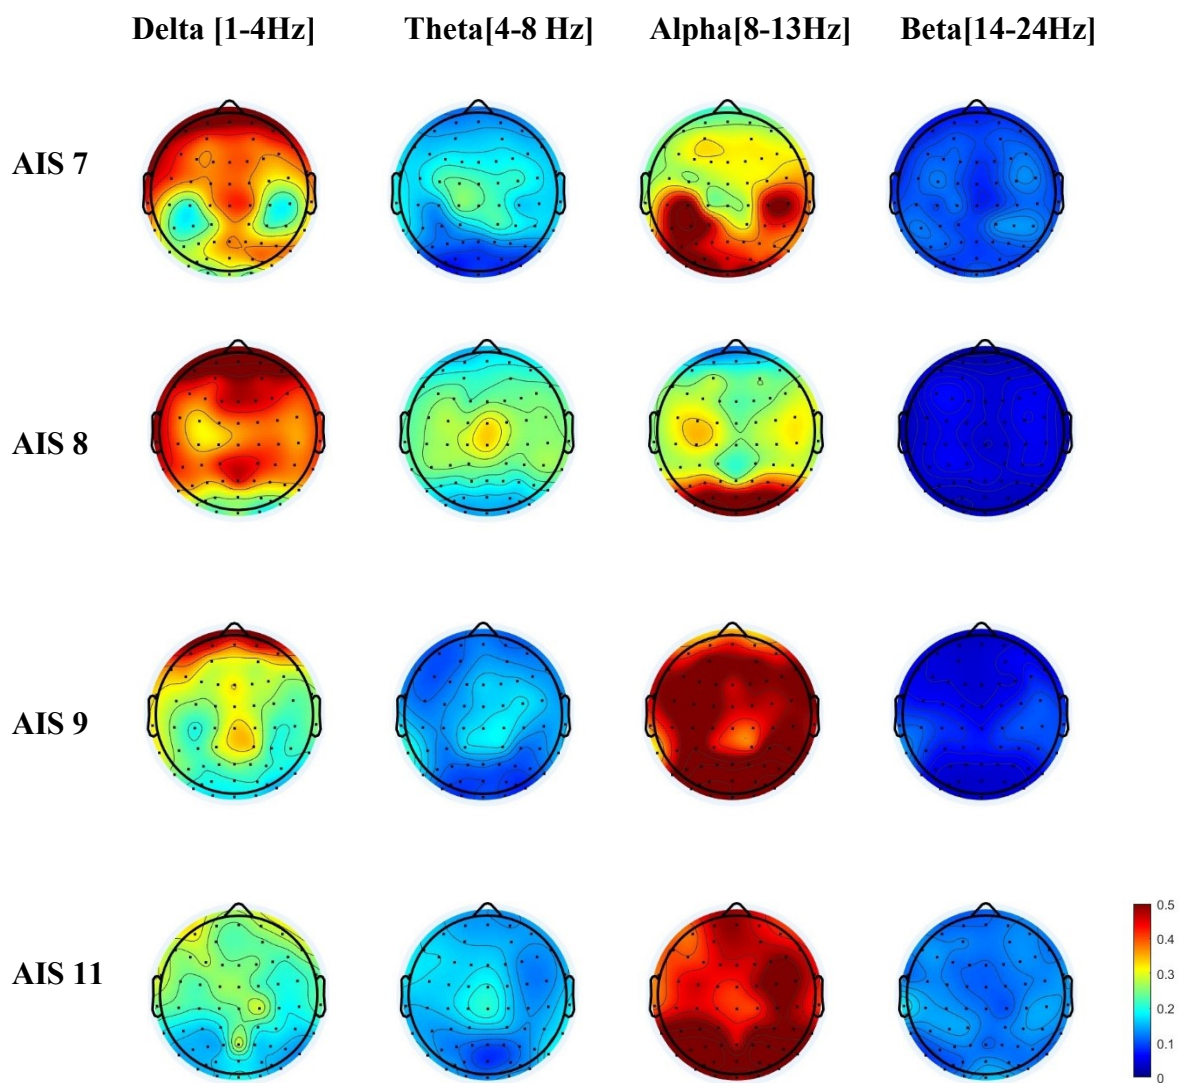 Delta [1-4Hz] Theta[4-8 Hz] Alpha[8-13Hz] Beta[14-24Hz]
AIS 7
AIS 8
AIS 9
AIS 11
0.5
0.4
0.3
0.2
0.1
0